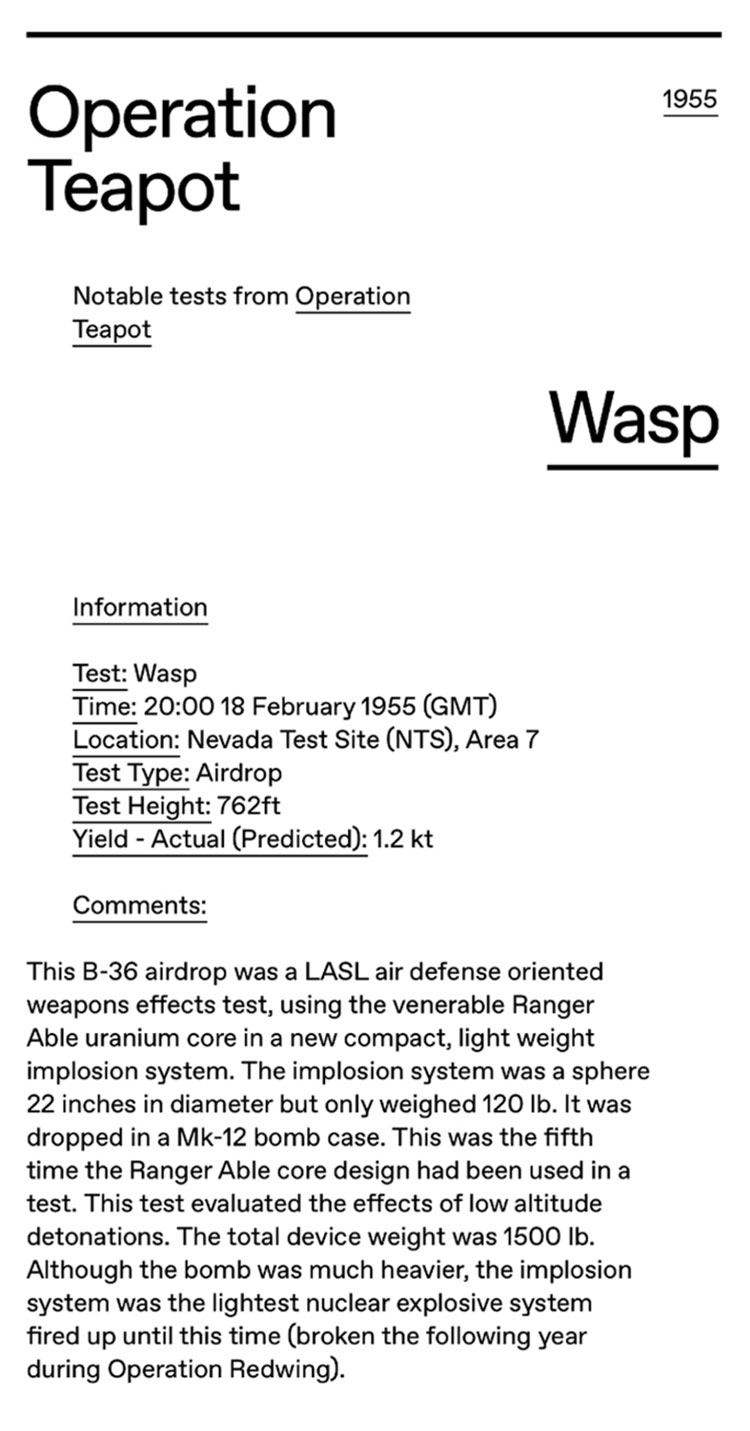 Operation
Teapot
1955
Notable tests from Operation
Teapot
Wasp
Information
Test: Wasp
Time: 20:00 18 February 1955 (GMT)
Location: Nevada Test Site (NTS), Area 7
Test Type: Airdrop
Test Height: 762ft
Yield - Actual (Predicted): 1.2 kt
Comments:
This B-36 airdrop was a LASL air defense oriented
weapons effects test, using the venerable Ranger
Able uranium core in a new compact, light weight
implosion system. The implosion system was a sphere
22 inches in diameter but only weighed 120 lb. It was
dropped in a Mk-12 bomb case. This was the fifth
time the Ranger Able core design had been used in a
test. This test evaluated the effects of low altitude
detonations. The total device weight was 1500 lb.
Although the bomb was much heavier, the implosion
system was the lightest nuclear explosive system
fired up until this time (broken the following year
during Operation Redwing).